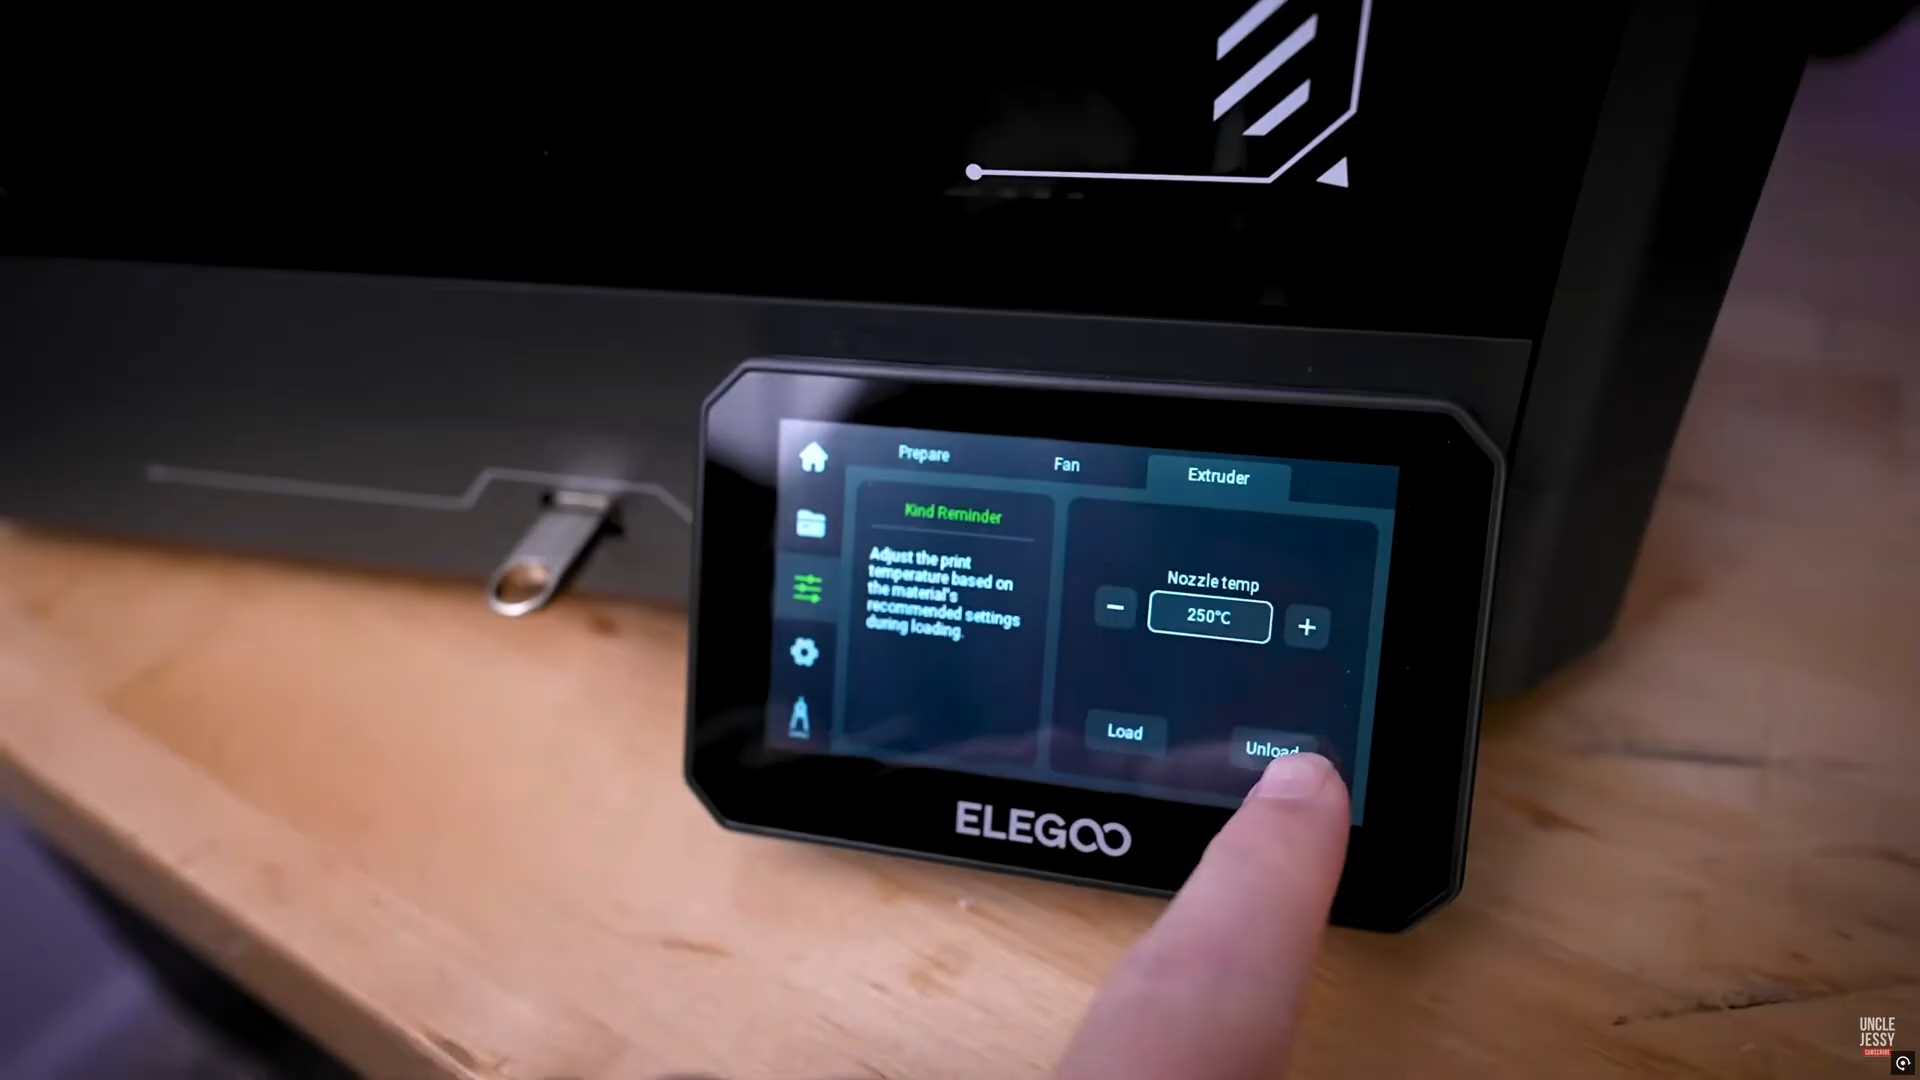 Prepare
Fan
Extruder
Kind Reminder
Adjust the print
temperature based on
the material's
recommended settings
during loading.
Nozzle temp
−
250°C
+
Load
Unload
ELEGOO
UNCLE
JESSY
SUBSCRIBE